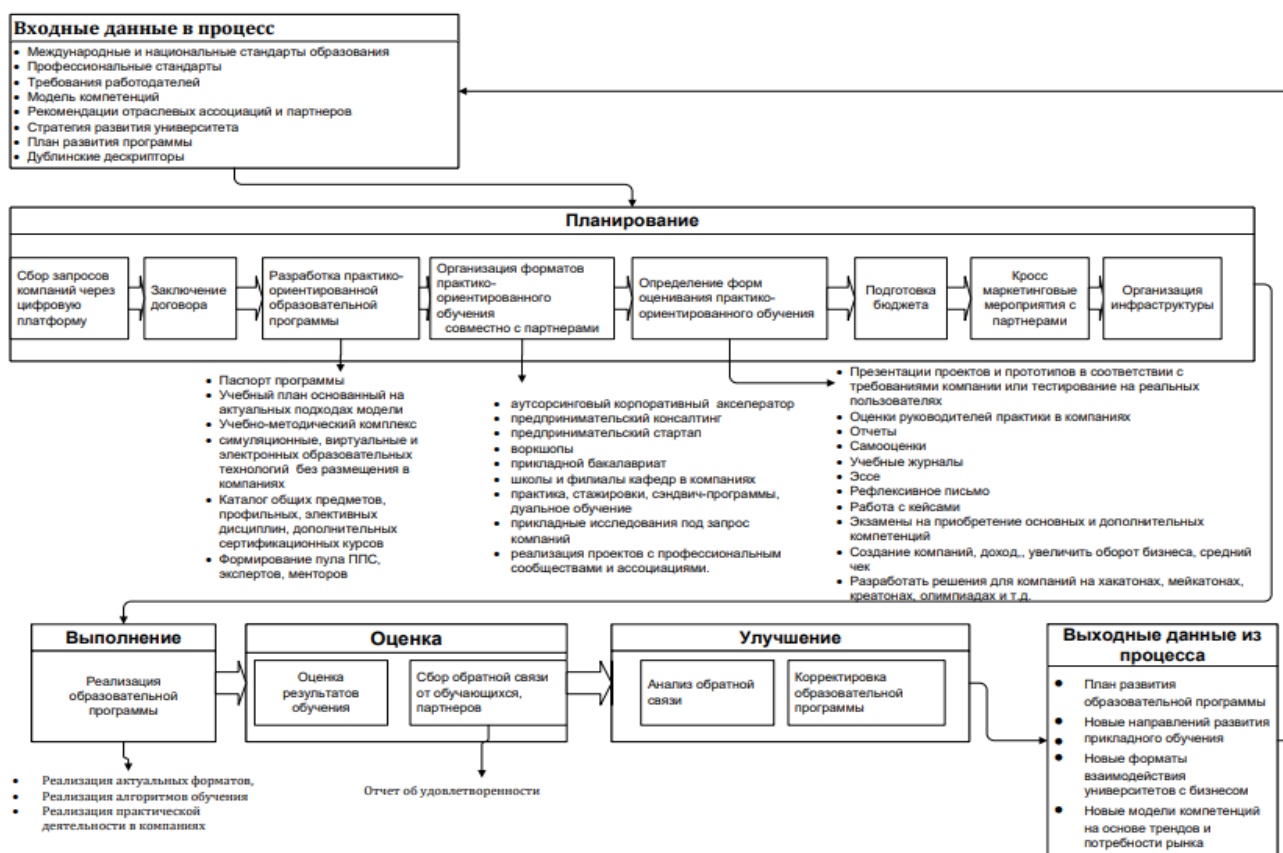 Входные данные в процесс
• Международные и национальные стандарты образования
• Профессиональные стандарты
• Требования работодателей
• Модель компетенций
• Рекомендации отраслевых ассоциаций и партнеров
• Стратегия развития университета
• План развития программы
• Дублинские дескрипторы
Планирование
Сбор запросов
компаний через
цифровую
платформу
Заключение
договора
Разработка практико-
ориентированной
образовательной
программы
Организация форматов
практико-
ориентированного
обучения
совместно с партнерами
Определение форм
оценивания практико-
ориентированного обучения
Подготовка
бюджета
Кросс
маркетинговые
мероприятия с
партнерами
Организация
инфраструктуры
• Паспорт программы
• Учебный план основанный на
актуальных подходах модели
• Учебно-методический комплекс
• симуляционные, виртуальные и
электронных образовательных
технологий без размещения в
компаниях
• Каталог общих предметов,
профильных, элективных
дисциплин, дополнительных
сертификационных курсов
• Формирование пула ППС,
экспертов, менторов
• аутсорсинговый корпоративный акселератор
• предпринимательский консалтинг
• предпринимательский стартап
• воркшопы
• прикладной бакалавриат
• школы и филиалы кафедр в компаниях
• практика, стажировки, сэндвич-программы,
дуальное обучение
• прикладные исследования под запрос
компаний
• реализация проектов с профессиональным
сообществами и ассоциациями.
• Презентации проектов и прототипов в соответствии с
требованиями компании или тестирование на реальных
пользователях
• Оценки руководителей практики в компаниях
• Отчеты
• Самооценки
• Учебные журналы
• Эссе
• Рефлексивное письмо
• Работа с кейсами
• Экзамены на приобретение основных и дополнительных
компетенций
• Создание компаний, доход,, увеличить оборот бизнеса, средний
чек
• Разработать решения для компаний на хакатонах, мейкатонах,
креатонах, олимпиадах и т.д.
Выполнение
Реализация
образовательной
программы
Оценка
Оценка
результатов
обучения
Сбор обратной связи
от обучающихся,
партнеров
Улучшение
Анализ обратной
связи
Корректировка
образовательной
программы
Выходные данные из
процесса
• План развития
образовательной программы
• Новые направлений развития
• прикладного обучения
• Новые форматы
взаимодействия
университетов с бизнесом
• Новые модели компетенций
на основе трендов и
потребности рынка
• Реализация актуальных форматов,
• Реализация алгоритмов обучения
• Реализация практической
деятельности в компаниях
Отчет об удовлетворенности